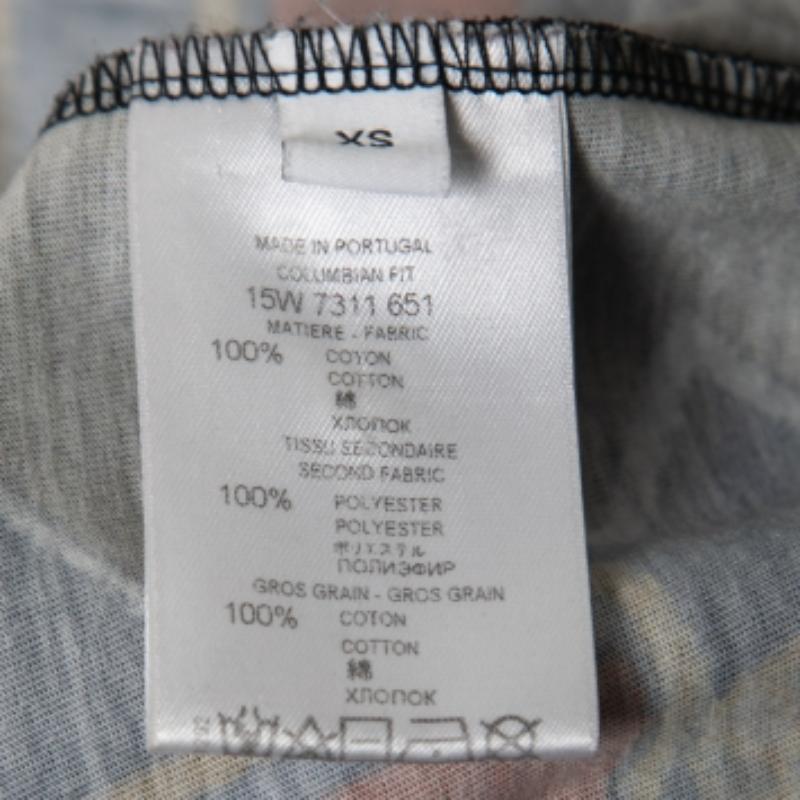 XS
MADE IN PORTUGAL
COLUMBIAN FIT
15W 7311 651
MATIERE - FABRIC
100% COTON
COTTON
綿
ХЛОПОК
TISSU SECONDAIRE
SECOND FABRIC
100% POLYESTER
POLYESTER
ポリエステル
ПОЛИЭФИР
GROS GRAIN - GROS GRAIN
100% COTON
COTTON
綿
ХЛОПОК